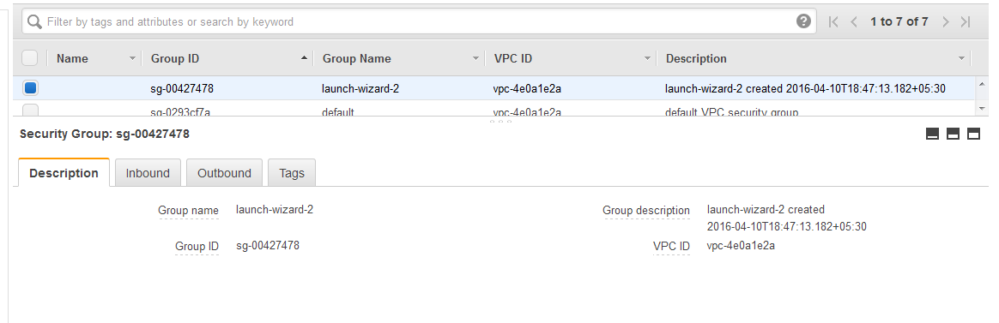 Filter by tags and attributes or search by keyword ? 1 to 7 of 7
Name Group ID Group Name VPC ID Description
sg-00427478 launch-wizard-2 vpc-4e0a1e2a launch-wizard-2 created 2016-04-10T18:47:13.182+05:30
sg-0293cf7a default vpc-4e0a1e2a default VPC security group
Security Group: sg-00427478
Description Inbound Outbound Tags
Group name launch-wizard-2 Group description launch-wizard-2 created
2016-04-10T18:47:13.182+05:30
Group ID sg-00427478 VPC ID vpc-4e0a1e2a